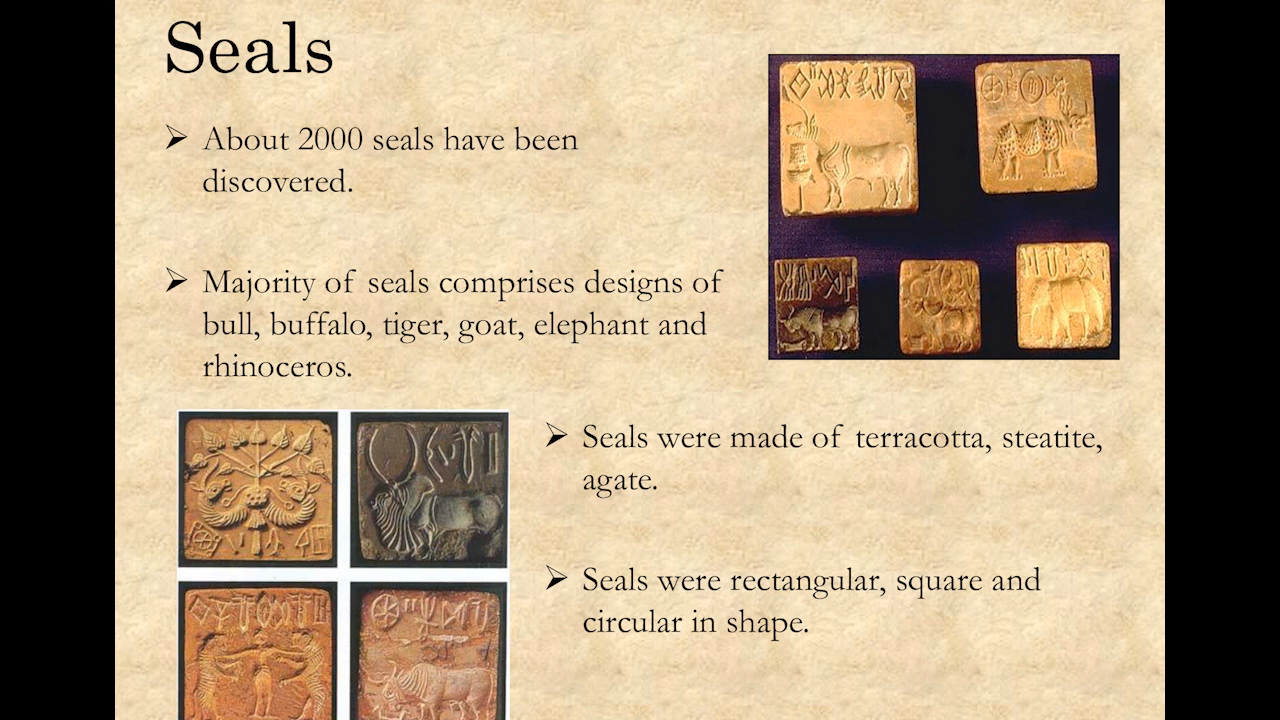 Seals
➢ About 2000 seals have been
discovered.
➢ Majority of seals comprises designs of
bull, buffalo, tiger, goat, elephant and
rhinoceros.
➢ Seals were made of terracotta, steatite,
agate.
➢ Seals were rectangular, square and
circular in shape.